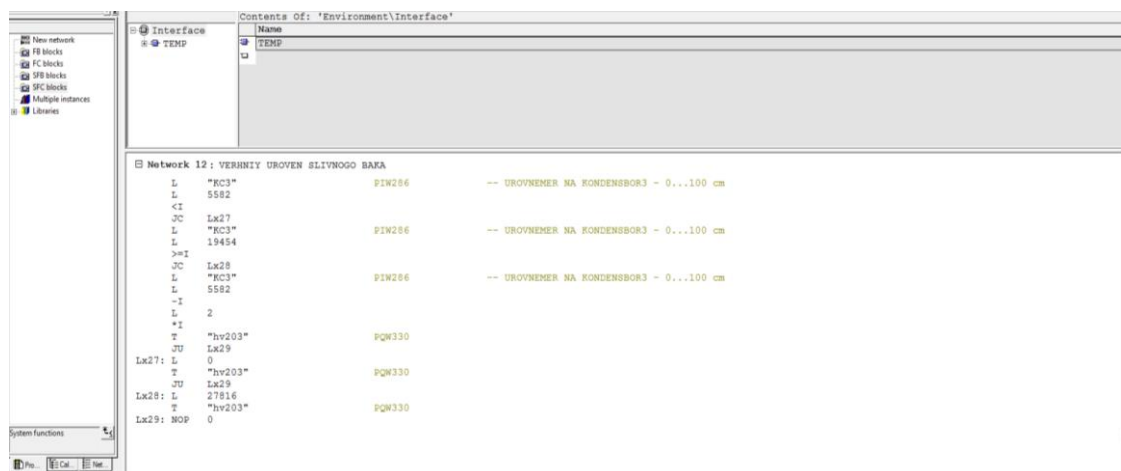 Contents Of: 'Environment\Interface'
Interface
Name
TEMP
TEMP
New network
FB blocks
FC blocks
SFB blocks
SFC blocks
Multiple instances
Libraries
Network 12 : VERHNIY UROVEN SLIVNOGO BAKA
L "KC3" PIW286 -- UROVNEMER NA KONDENSBOR3 - 0...100 cm
L 5582
<I
JC Lx27
L "KC3" PIW286 -- UROVNEMER NA KONDENSBOR3 - 0...100 cm
L 19454
>=I
JC Lx28
L "KC3" PIW286 -- UROVNEMER NA KONDENSBOR3 - 0...100 cm
L 5582
-I
L 2
*I
T "hv203" PQW330
JU Lx29
Lx27: L 0
T "hv203" PQW330
JU Lx29
Lx28: L 27816
T "hv203" PQW330
Lx29: NOP 0
System functions
Pro... Cal... Net...